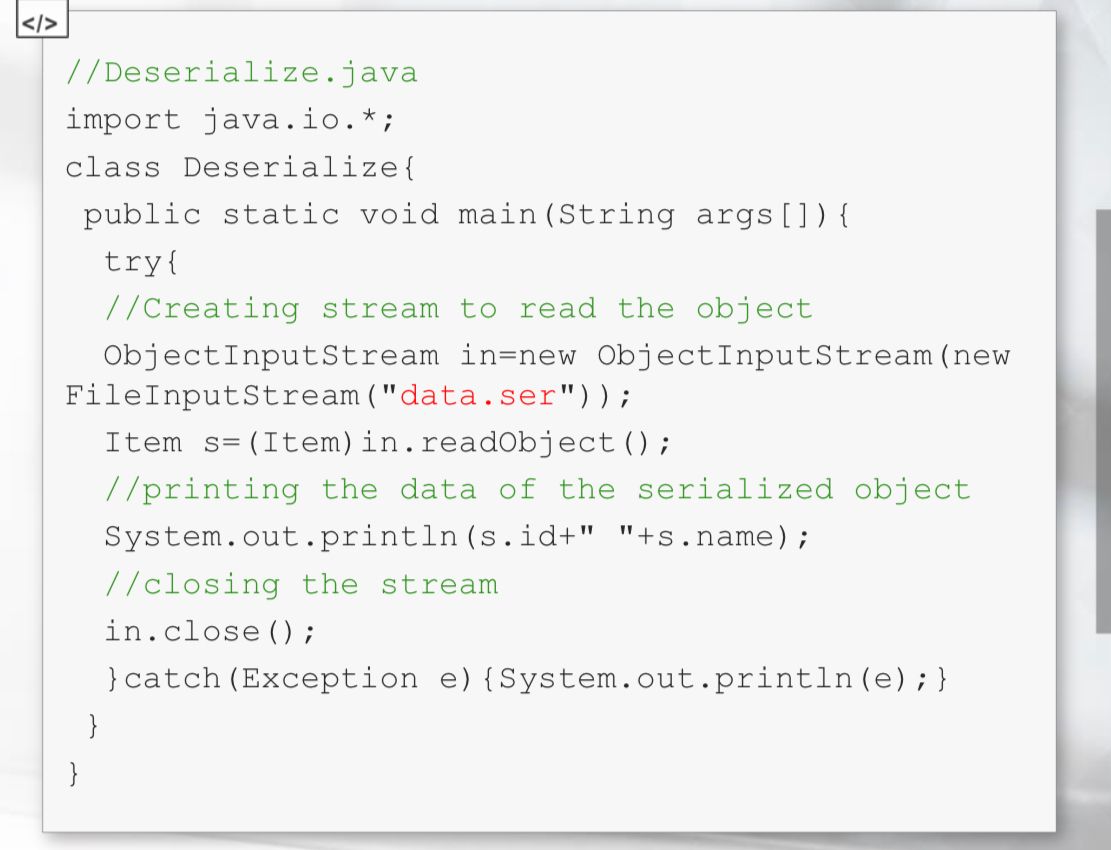 </>
//Deserialize.java
import java.io.*;
class Deserialize{
public static void main(String args[]){
try{
//Creating stream to read the object
ObjectInputStream in=new ObjectInputStream(new
FileInputStream("data.ser"));
Item s=(Item)in.readObject();
//printing the data of the serialized object
System.out.println(s.id+" "+s.name);
//closing the stream
in.close();
}catch(Exception e){System.out.println(e);}
}
}